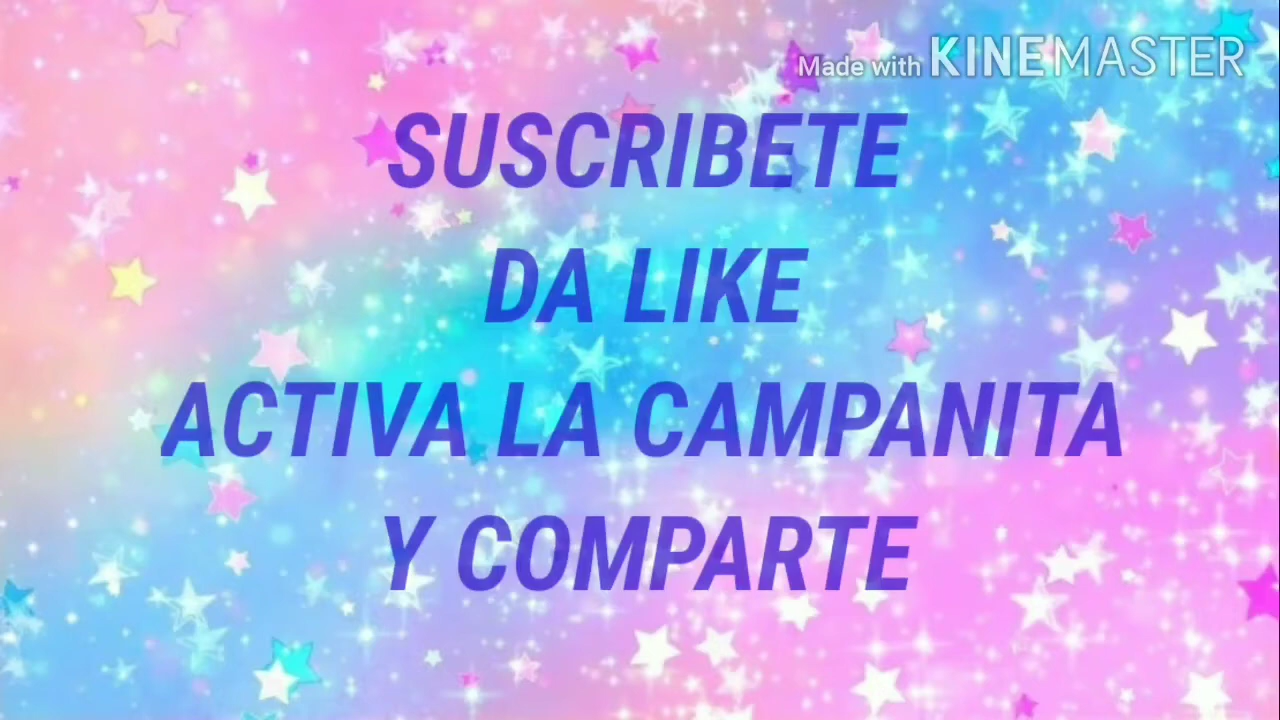 Made with KINEMASTER
SUSCRIBETE
DA LIKE
ACTIVA LA CAMPANITA
Y COMPARTE